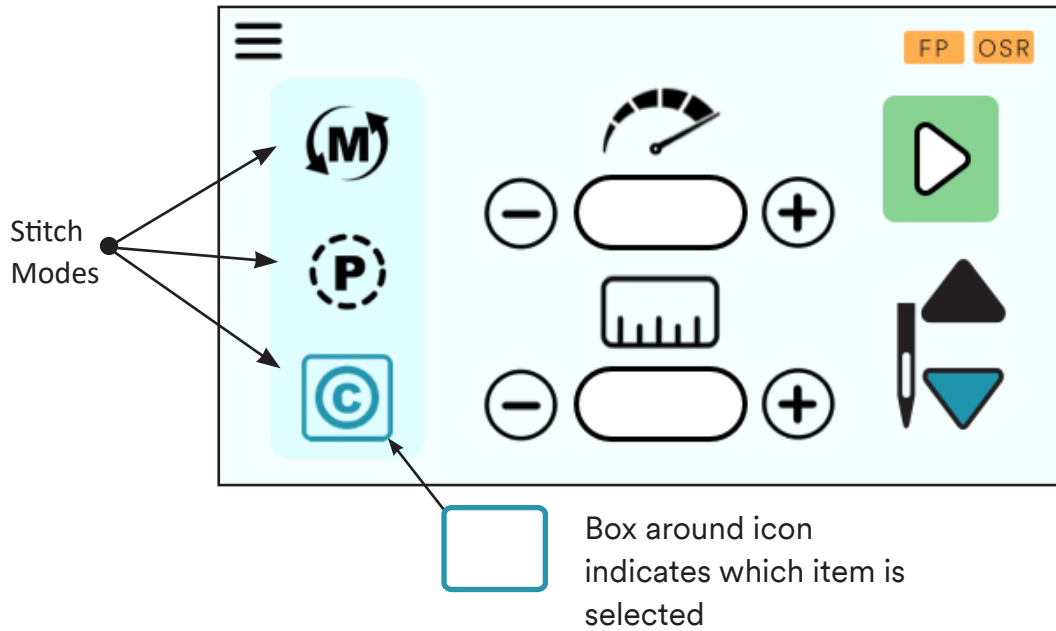 FP OSR
M
Stitch
Modes
P
C
Box around icon
indicates which item is
selected